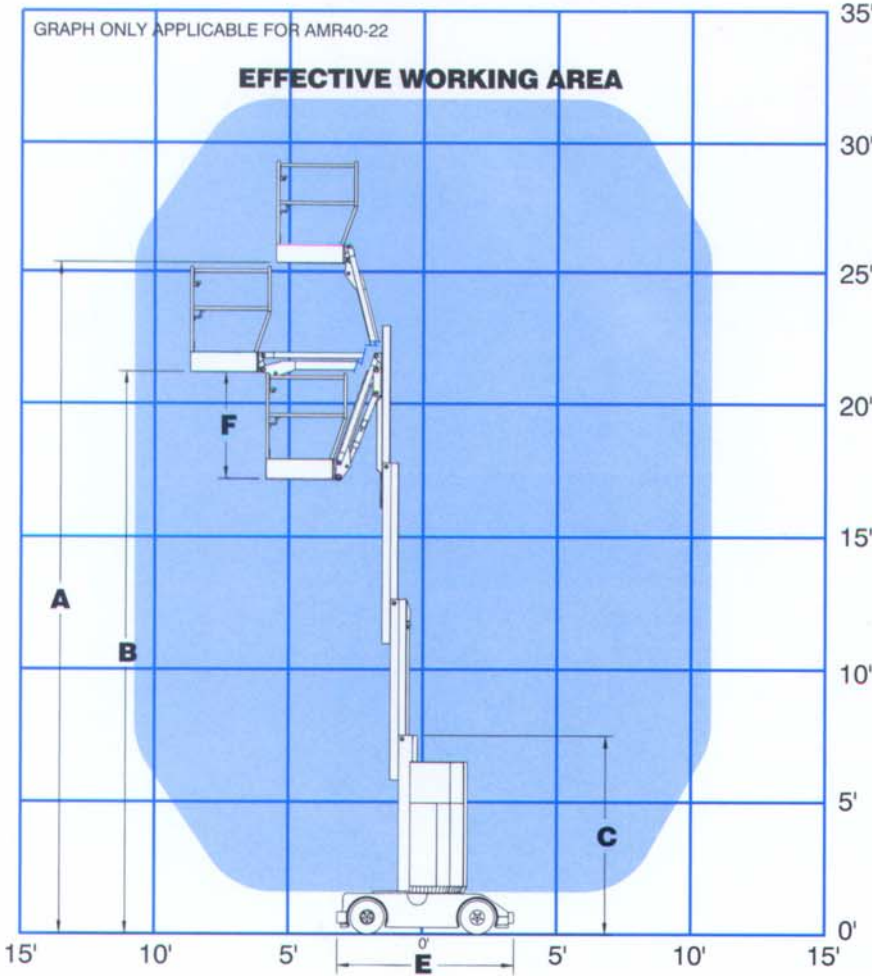 35'
GRAPH ONLY APPLICABLE FOR AMR40-22
EFFECTIVE WORKING AREA
30'
25'
20'
F
15'
A
B
10'
5'
C
0'
15' 10' 5' 0' 5' 10' 15'
E